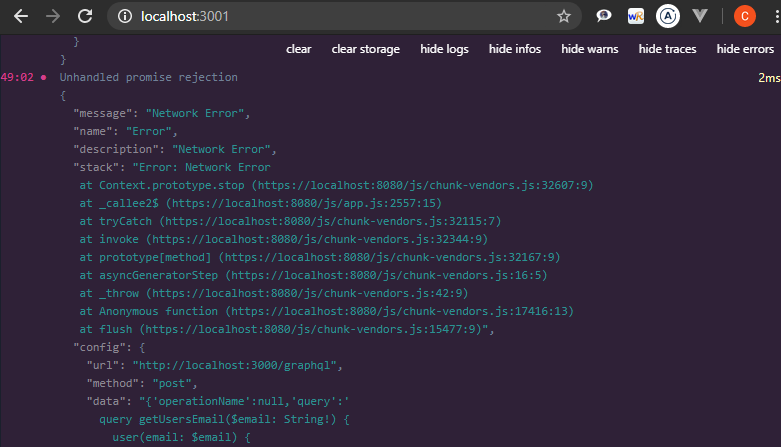 localhost:3001
C
}
clear clear storage hide logs hide infos hide warns hide traces hide errors
}
49:02 Unhandled promise rejection 2ms
{
"message": "Network Error",
"name": "Error",
"description": "Network Error",
"stack": "Error: Network Error
at Context.prototype.stop (https://localhost:8080/js/chunk-vendors.js:32607:9)
at _callee2$ (https://localhost:8080/js/app.js:2557:15)
at tryCatch (https://localhost:8080/js/chunk-vendors.js:32115:7)
at invoke (https://localhost:8080/js/chunk-vendors.js:32344:9)
at prototype[method] (https://localhost:8080/js/chunk-vendors.js:32167:9)
at asyncGeneratorStep (https://localhost:8080/js/chunk-vendors.js:16:5)
at _throw (https://localhost:8080/js/chunk-vendors.js:42:9)
at Anonymous function (https://localhost:8080/js/chunk-vendors.js:17416:13)
at flush (https://localhost:8080/js/chunk-vendors.js:15477:9)",
"config": {
"url": "http://localhost:3000/graphql",
"method": "post",
"data": "{'operationName':null,'query':'
query getUsersEmail($email: String!) {
user(email: $email) {